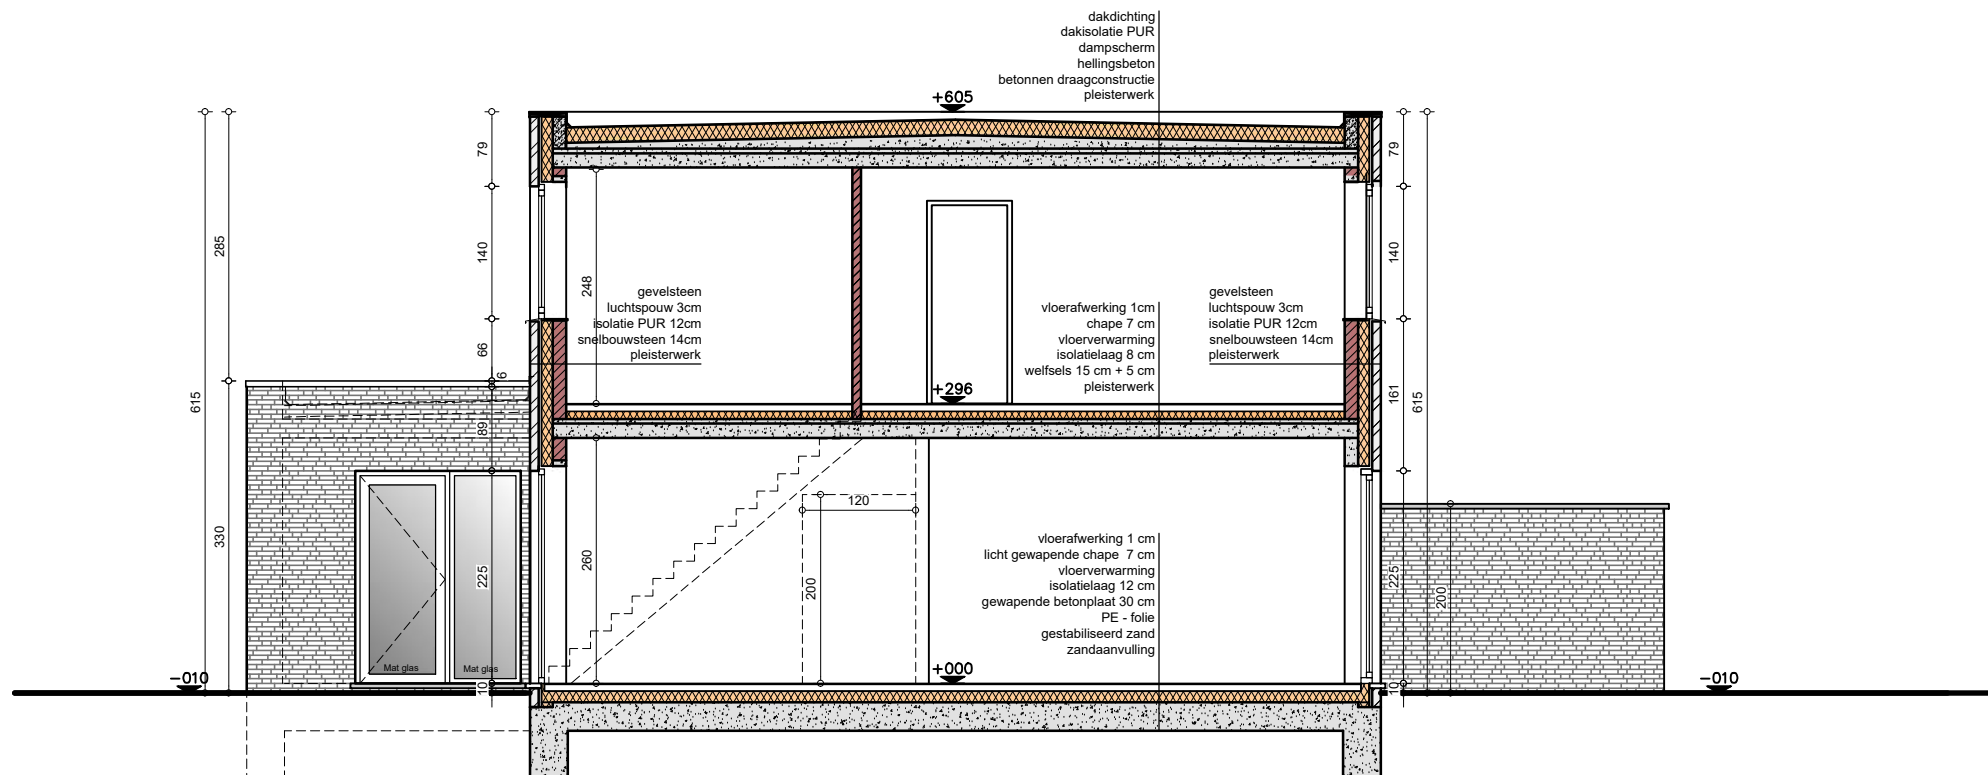 dakdichting
dakisolatie PUR
dampscherm
hellingsbeton
betonnen draagconstructie
pleisterwerk
+605
79
79
285
140
248
140
gevelsteen
luchtspouw 3cm
isolatie PUR 12cm
snelbouwsteen 14cm
pleisterwerk
vloerafwerking 1cm
chape 7 cm
vloerverwarming
isolatielaag 8 cm
welfsels 15 cm + 5 cm
pleisterwerk
gevelsteen
luchtspouw 3cm
isolatie PUR 12cm
snelbouwsteen 14cm
pleisterwerk
66
6
+296
615
161
615
89
330
225
260
120
200
vloerafwerking 1 cm
licht gewapende chape 7 cm
vloerverwarming
isolatielaag 12 cm
gewapende betonplaat 30 cm
PE - folie
gestabiliseerd zand
zandaanvulling
225
200
Mat glas
Mat glas
-010
10
+000
10
-010